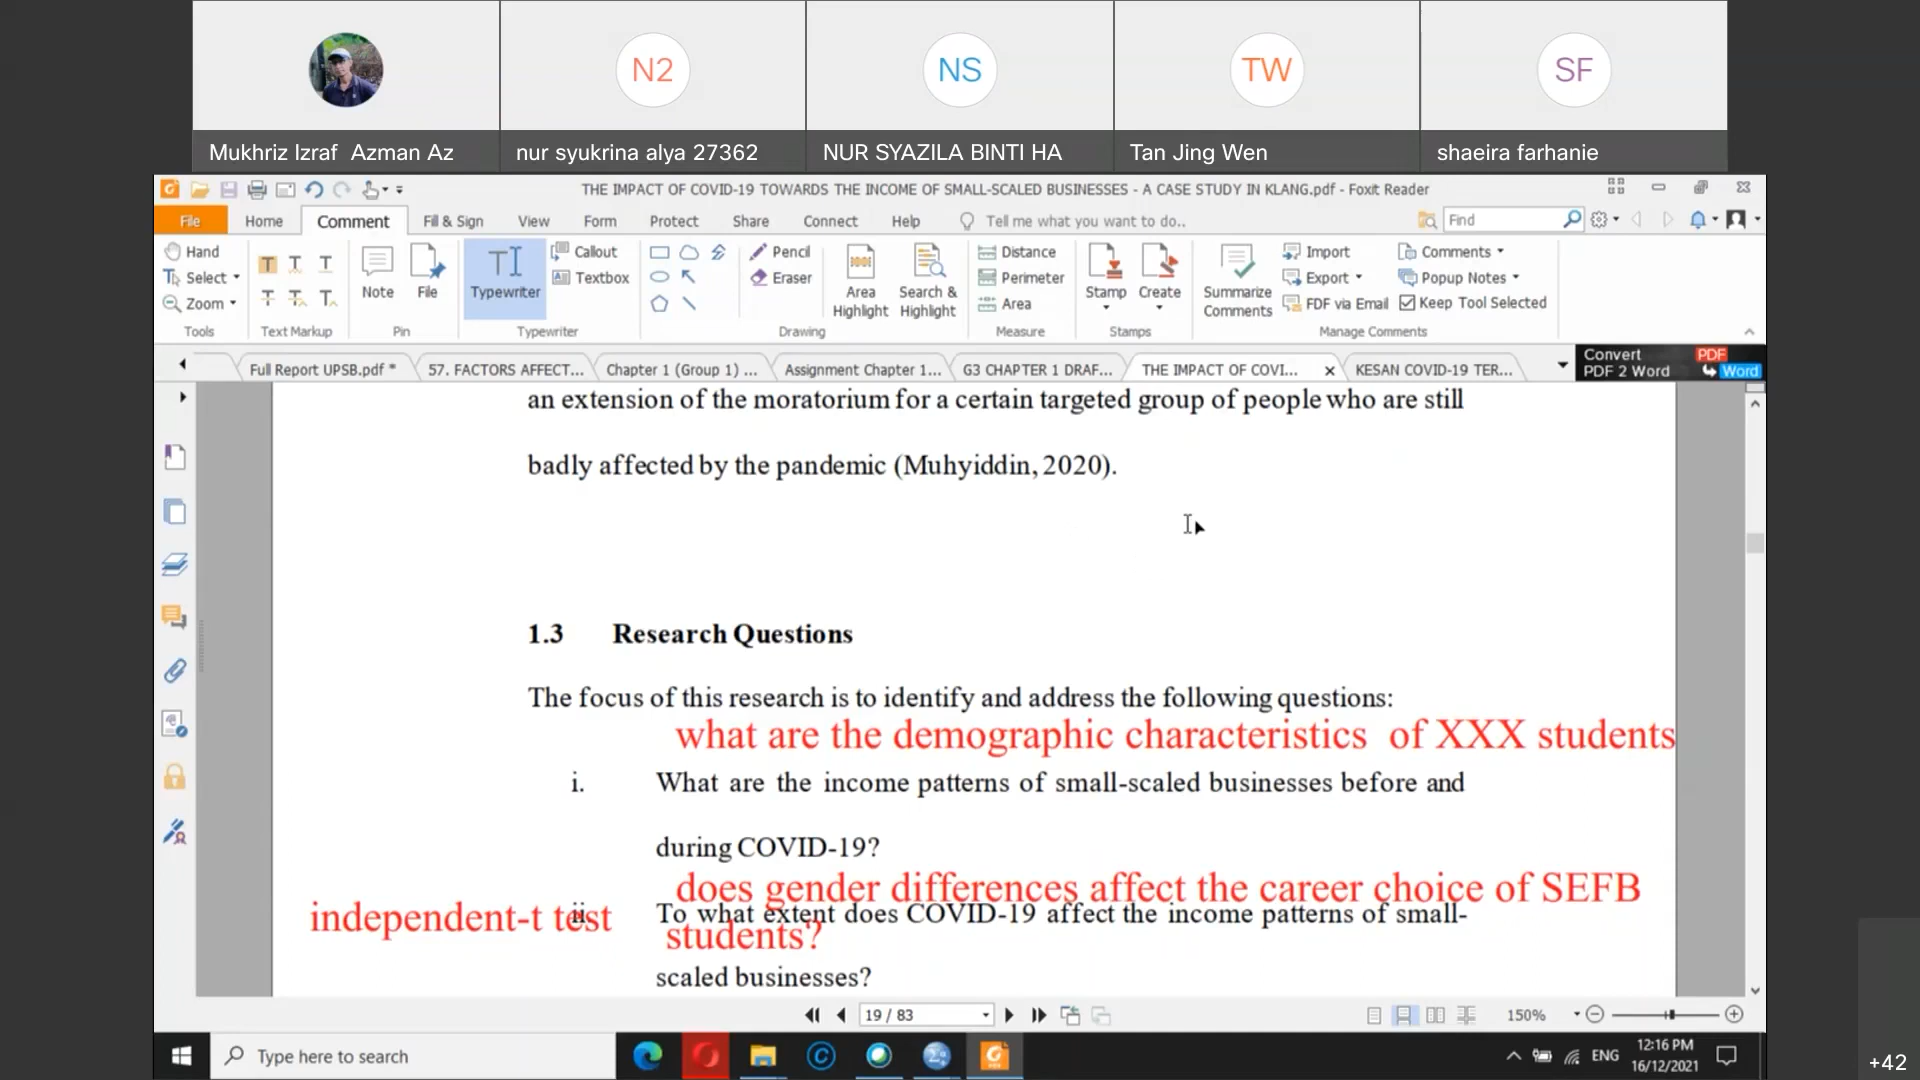 N2
NS
TW
SF
Mukhriz Izraf Azman Az
nur syukrina alya 27362
NUR SYAZILA BINTI HA
Tan Jing Wen
shaeira farhanie
THE IMPACT OF COVID-19 TOWARDS THE INCOME OF SMALL-SCALED BUSINESSES - A CASE STUDY IN KLANG.pdf - Foxit Reader
File Home Comment Fill & Sign View Form Protect Share Connect Help Tell me what you want to do.. Find
Hand
Select
Zoom
Tools
Text Markup
Note
File
Pin
Typewriter
Callout
Textbox
Typewriter
Pencil
Eraser
Drawing
Area Highlight
Search & Highlight
Distance
Perimeter
Area
Measure
Stamp
Create
Stamps
Summarize Comments
Import
Export
FDF via Email
Comments
Popup Notes
Keep Tool Selected
Manage Comments
Full Report UPSB.pdf *
57. FACTORS AFFECT...
Chapter 1 (Group 1) ...
Assignment Chapter 1...
G3 CHAPTER 1 DRAF...
THE IMPACT OF COVI...
KESAN COVID-19 TER...
Convert PDF
PDF 2 Word Word
an extension of the moratorium for a certain targeted group of people who are still
badly affected by the pandemic (Muhyiddin, 2020).
1.3 Research Questions
The focus of this research is to identify and address the following questions:
what are the demographic characteristics of XXX students
i. What are the income patterns of small-scaled businesses before and
during COVID-19?
does gender differences affect the career choice of SEFB
independent-t test
ii. To what extent does COVID-19 affect the income patterns of small-
students?
scaled businesses?
19 / 83
150%
Type here to search
ENG
12:16 PM
16/12/2021
+42